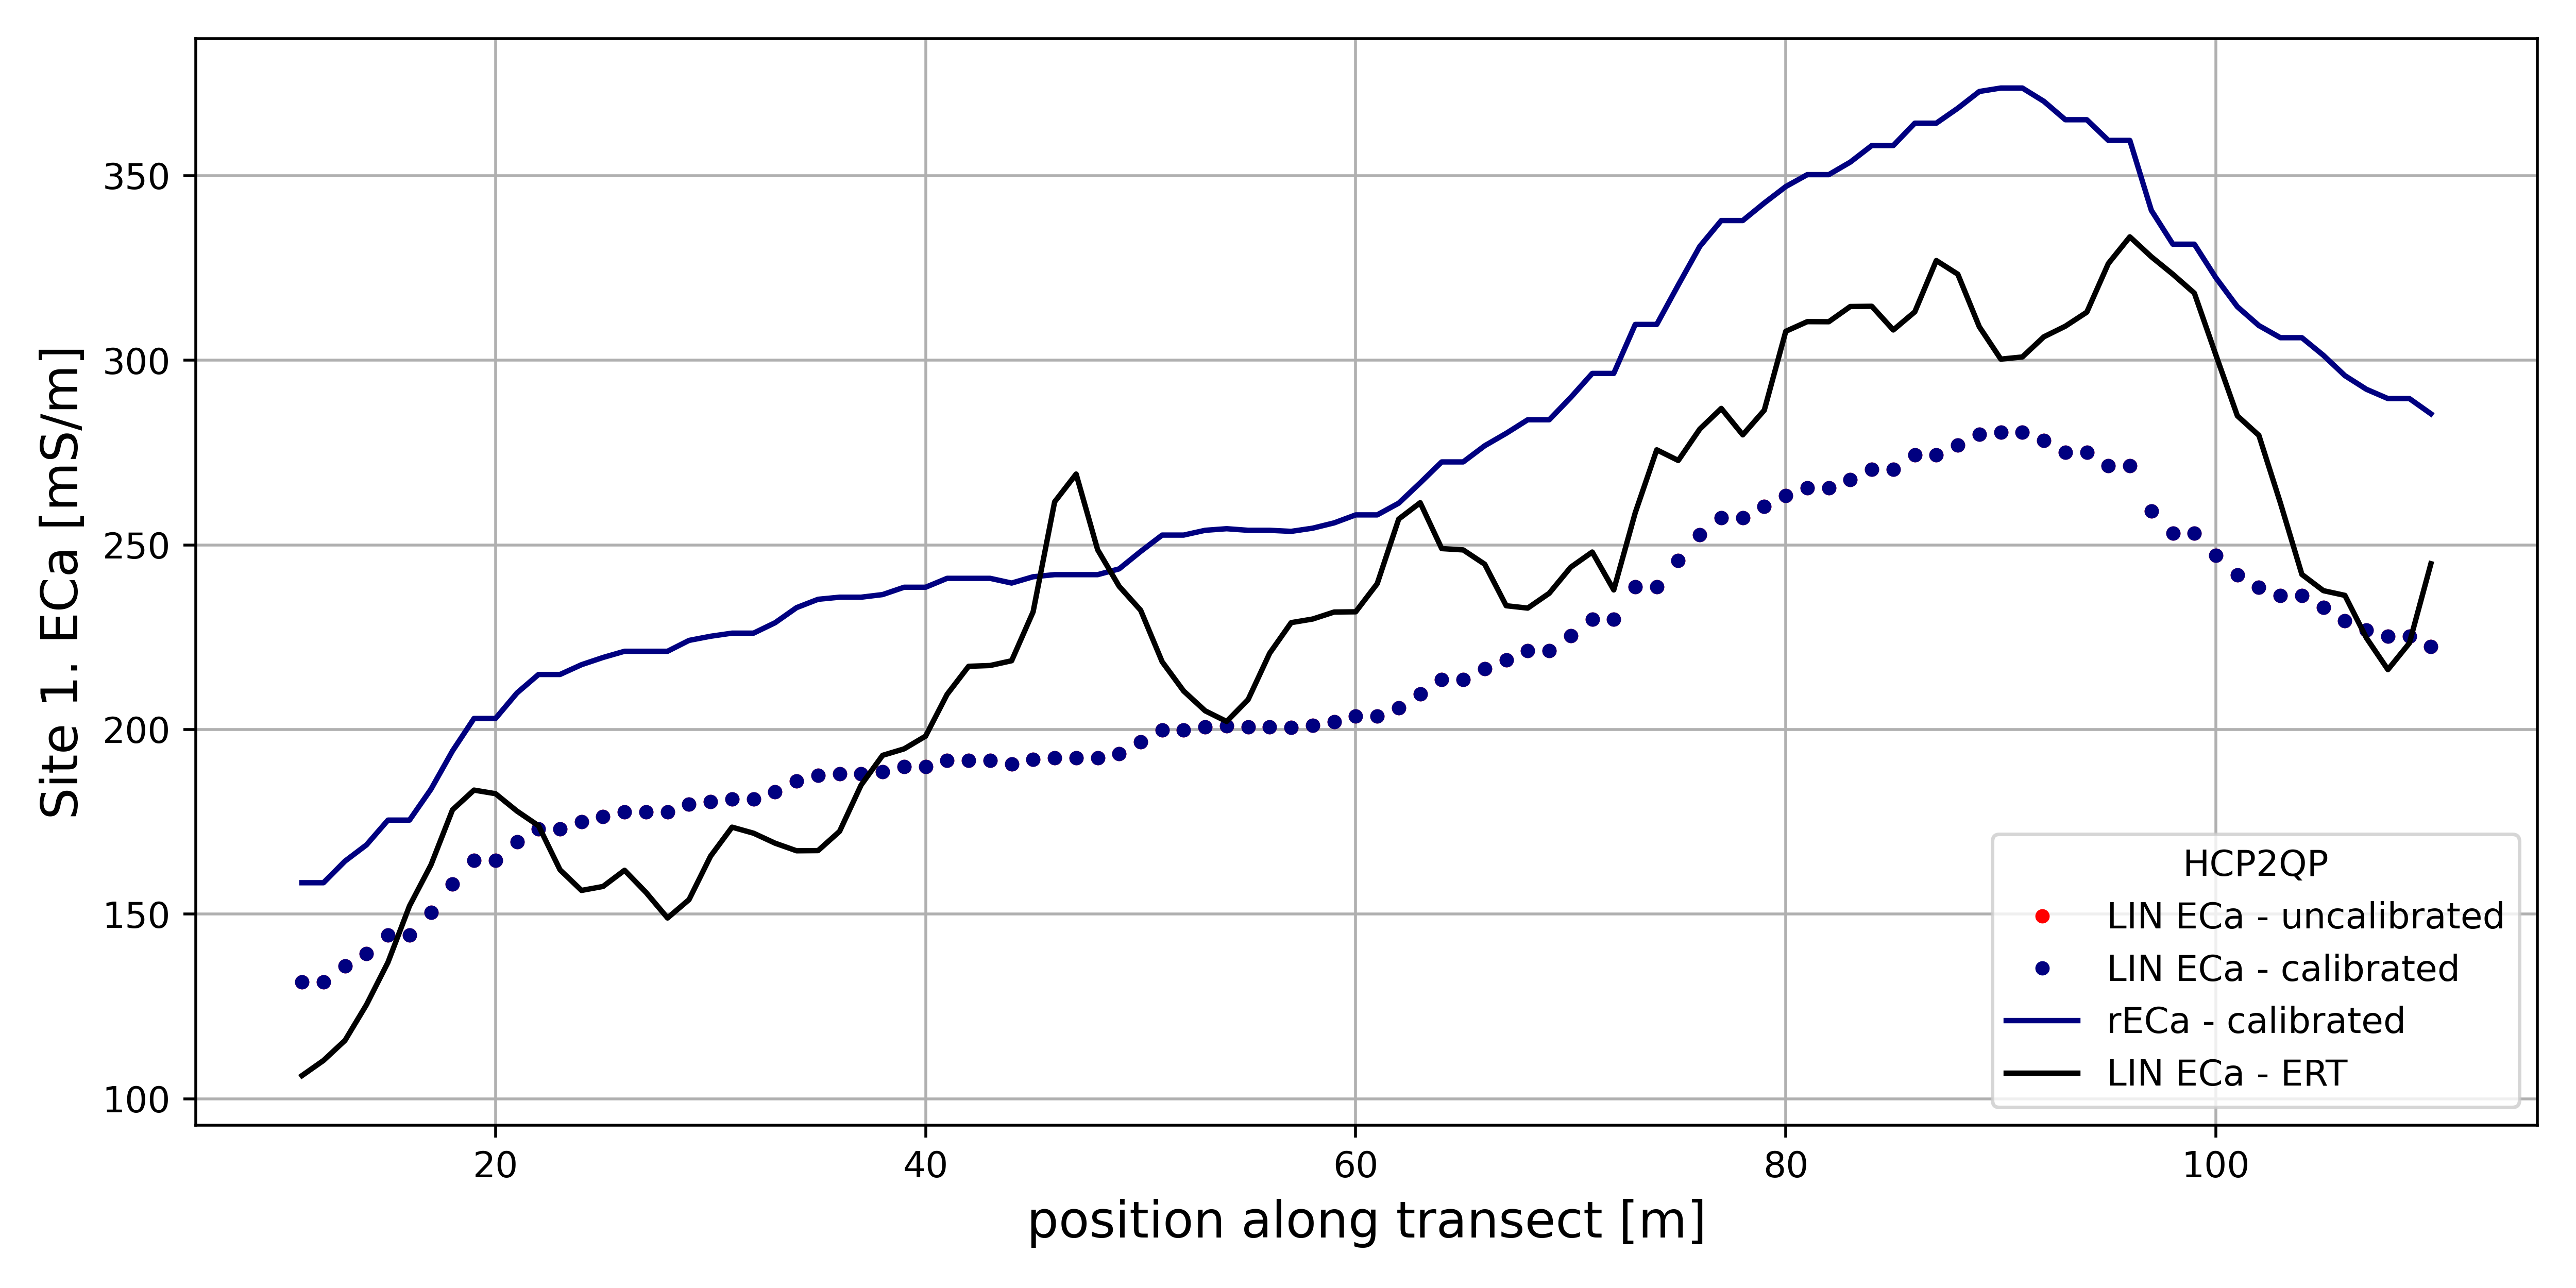 Site 1. ECa [mS/m]
350
300
250
200
150
100
20 40 60 80 100
position along transect [m]
HCP2QP
LIN ECa - uncalibrated
LIN ECa - calibrated
rECa - calibrated
LIN ECa - ERT